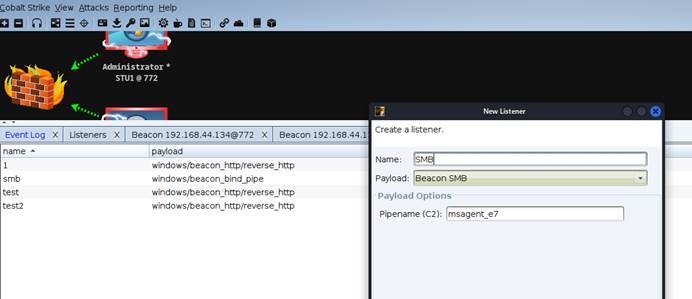 Cobalt Strike View Attacks Reporting Help
Administrator *
STU1 @ 772
New Listener
Create a listener.
Name: SMB
Payload: Beacon SMB
Payload Options
Pipename (C2): msagent_e7
Event Log X Listeners X Beacon 192.168.44.134@772 X Beacon 192.168.44.1
name payload
1 windows/beacon_http/reverse_http
smb windows/beacon_bind_pipe
test windows/beacon_http/reverse_http
test2 windows/beacon_http/reverse_http